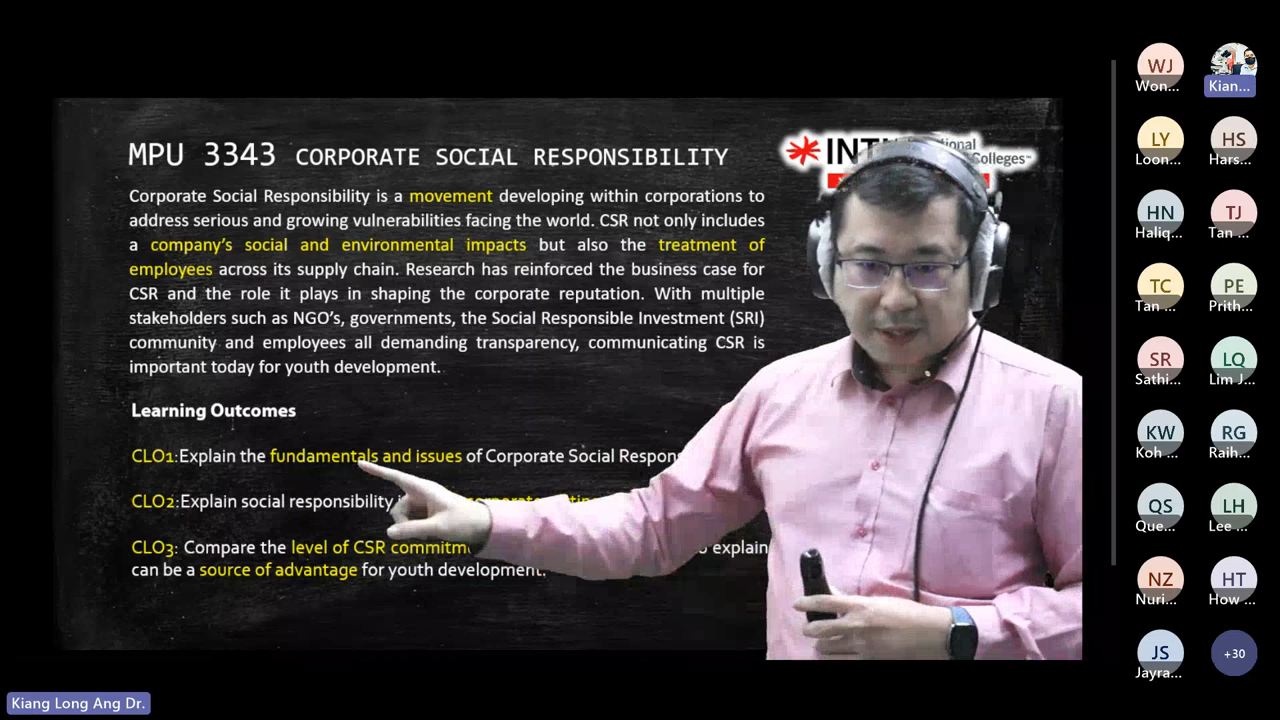 MPU 3343 CORPORATE SOCIAL RESPONSIBILITY
Corporate Social Responsibility is a movement developing within corporations to
address serious and growing vulnerabilities facing the world. CSR not only includes
a company's social and environmental impacts but also the treatment of
employees across its supply chain. Research has reinforced the business case for
CSR and the role it plays in shaping the corporate reputation. With multiple
stakeholders such as NGO's, governments, the Social Responsible Investment (SRI)
community and employees all demanding transparency, communicating CSR is
important today for youth development.
Learning Outcomes
CLO1:Explain the fundamentals and issues of Corporate Social Respons
CLO2:Explain social responsibility
CLO3: Compare the level of CSR commitm explain
can be a source of advantage for youth development.
INT
Colleges
WJ
Won...
Kian...
LY
Loon...
HS
Hars...
HN
Haliq...
TJ
Tan ...
TC
Tan ...
PE
Prith...
SR
Sathi...
LQ
Lim J...
KW
Koh ...
RG
Raih...
QS
Que...
LH
Lee ...
NZ
Nuri...
HT
How ...
JS
Jayra...
+30
Kiang Long Ang Dr.